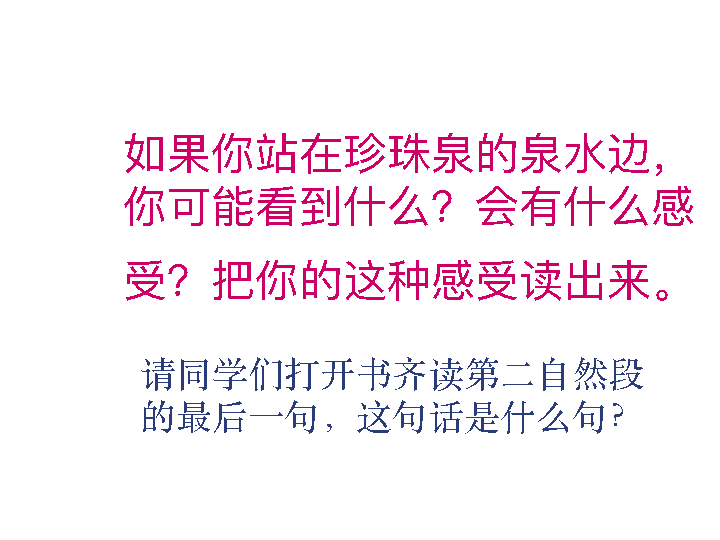 如果你站在珍珠泉的泉水边，
你可能看到什么？会有什么感
受？把你的这种感受读出来。
请同学们打开书齐读第二自然段
的最后一句，这句话是什么句？